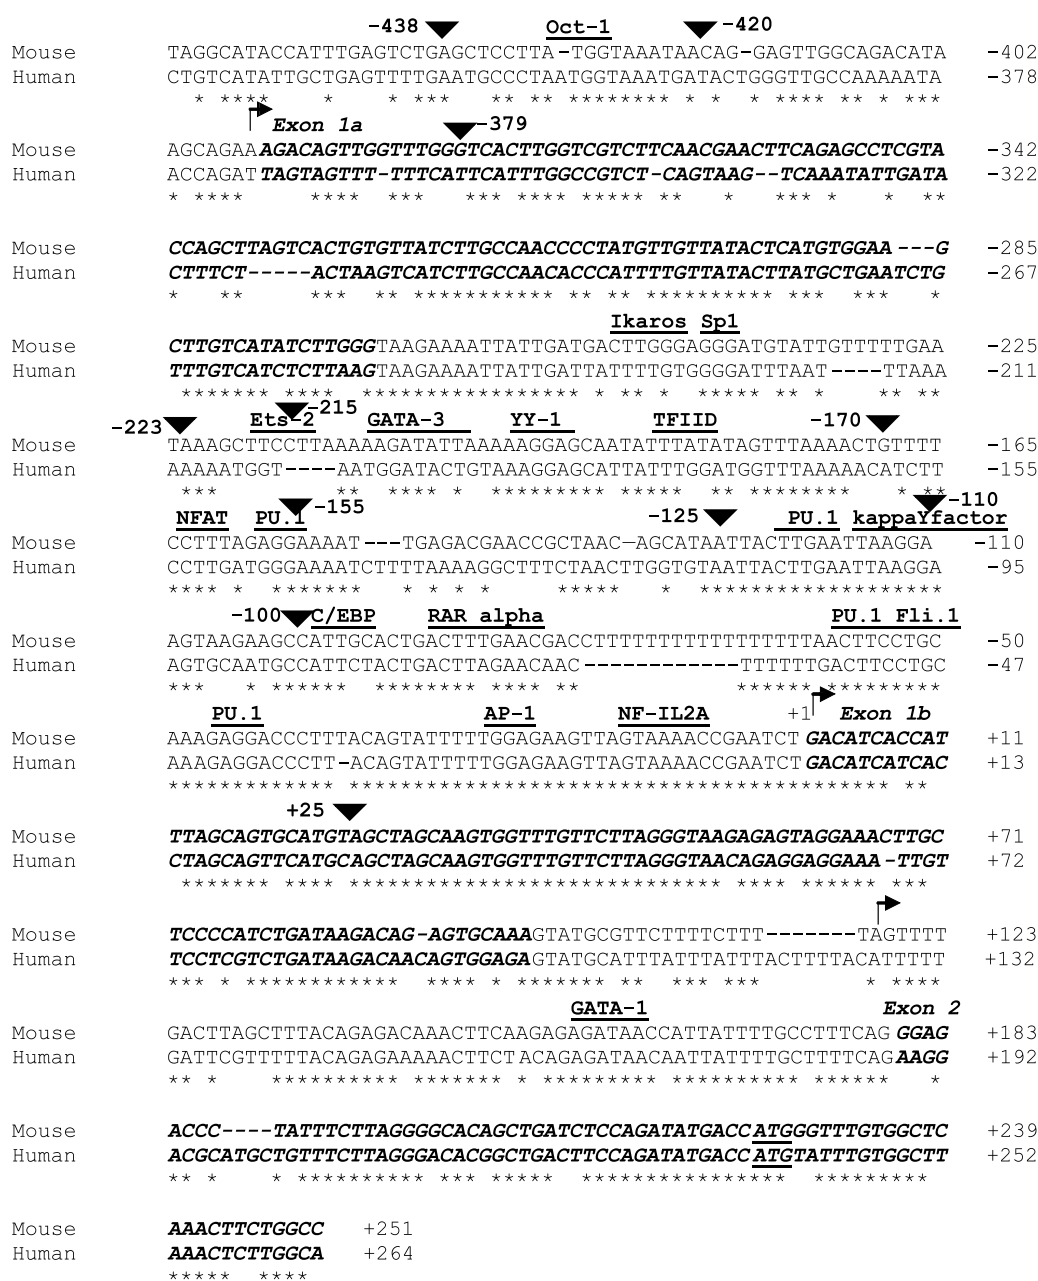 -438 Oct-1 -420
Mouse TAGGCATACCATTTGAGTCTGAGCTCCTTA-TGGTAAATAACAG-GAGTTGGCAGACATA -402
Human CTGTCATATTGCTGAGTTTTGAATGCCCTAATGGTAAATGATACTGGGTTGCCAAAAATA -378
* **** * * *** ** ** ******* * * * **** ** * ***
Exon 1a -379
Mouse AGCAGAAAGACAGTTGGTTTGGGTCACTTGGTCGTCTTCAACGAACTTCAGAGCCTCGTA -342
Human ACCAGATTAGTAGTTT-TTTCATTCATTTGGCCGTCT-CAGTAAG--TCAAATATTGATA -322
* **** **** *** *** **** **** ** * *** * * **
Mouse CCAGCTTAGTCACTGTGTTATCTTGCCAACCCCTATGTTGTTATACTCATGTGGAA---G -285
Human CTTTCT-----ACTAAGTCATCTTGCCAACACCCATTTTGTTATACTTATGCTGAATCTG -267
* ** *** ** *********** ** ** ********** *** *** *
Ikaros Sp1
Mouse CTTGTCATATCTTGGGTAAGAAAATTATTGATGACTTGGGAGGGATGTATTGTTTTTGAA -225
Human TTTGTCATCTCTTAAGTAAGAAAATTATTGATTATTTTGTGGGGATTTAAT----TTAAA -211
******* **** ***************** * ** * ***** ** * ** **
-223 Ets-2 -215 GATA-3 YY-1 TFIID -170
Mouse TAAAGCTTCCTTAAAAAGATATTAAAAAGGAGCAATATTTATATAGTTTAAAACTGTTTT -165
Human AAAAATGGT----AATGGATACTGTAAAGGAGCATTATTTGGATGGTTTAAAAACATCTT -155
*** ** **** * ********* ***** ** ******** * **
NFAT PU.1 -155 -125 PU.1 kappaYfactor -110
Mouse CCTTTAGAGGAAAAT---TGAGACGAACCGCTAAC-AGCATAATTACTTGAATTAAGGA -110
Human CCTTGATGGGAAAATCTTTTAAAAGGCTTTCTAACTTGGTGTAATTACTTGAATTAAGGA -95
**** * ******* * * * * ***** * ******************
-100 C/EBP RAR alpha PU.1 Fli.1
Mouse AGTAAGAAGCCATTGCACTGACTTTGAACGACCTTTTTTTTTTTTTTTTTTAACTTCCTGC -50
Human AGTGCAATGCCATTCTACTGACTTAGAACAAC------------TTTTTTGACTTCCTGC -47
*** * ****** ******** **** ** ****** *********
PU.1 AP-1 NF-IL2A +1 Exon 1b
Mouse AAAGAGGACCCTTTACAGTATTTTTGGAGAAGTTAGTAAAACCGAATCTGACATCACCAT +11
Human AAAGAGGACCCTT-ACAGTATTTTTGGAGAAGTTAGTAAAACCGAATCTGACATCATCAC +13
************* ****************************************** **
+25
Mouse TTAGCAGTGCATGTAGCTAGCAAGTGGTTTGTTCTTAGGGTAAGAGAGTAGGAAACTTGC +71
Human CTAGCAGTTCATGCAGCTAGCAAGTGGTTTGTTCTTAGGGTAACAGAGGAGGAAA-TTGT +72
******* **** **************************** **** ****** ***
Mouse TCCCCATCTGATAAGACAG-AGTGCAAAGTATGCGTTCTTTTCTTT-------TAGTTTT +123
Human TCCTCGTCTGATAAGACAACAGTGGAGAGTATGCATTTATTTATTTACTTTTACATTTTT +132
*** * ************ **** * ****** ** *** *** * ****
GATA-1 Exon 2
Mouse GACTTAGCTTTACAGAGACAAACTTCAAGAGAGATAACCATTATTTTGCCTTTCAGGGAG +183
Human GATTCGTTTTTACAGAGAAAAACTTCTACAGAGATAACAATTATTTTGCTTTTCAGAAGG +192
** * ********** ******* * ********* ********** ****** *
Mouse ACCC----TATTTCTTAGGGGCACAGCTGATCTCCAGATATGACCATGGGTTTGTGGCTC +239
Human ACGCATGCTGTTTCTTAGGGACACGGCTGACTTCCAGATATGACCATGTATTTGTGGCTT +252
** * * ********** *** ***** **************** *********
Mouse AAACTTCTGGCC +251
Human AAACTCTTGGCA +264
***** ****